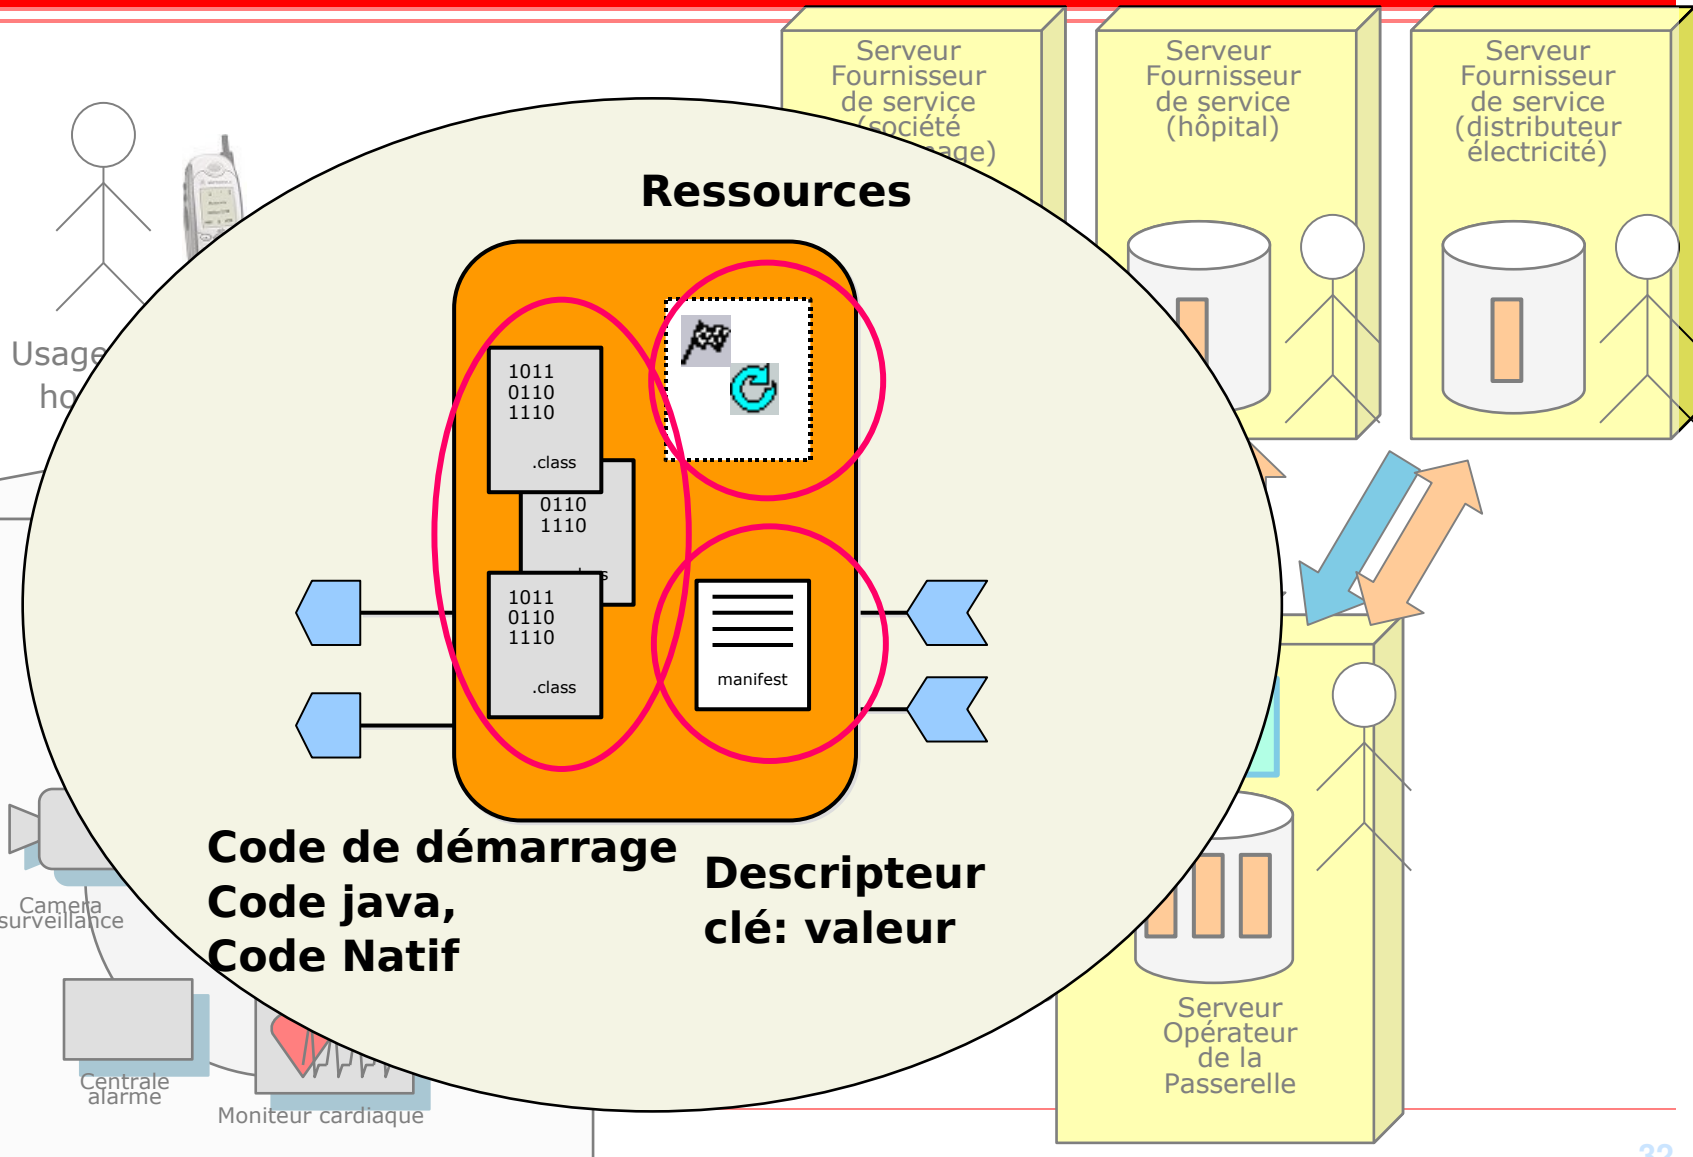 Serveur
Fournisseur
de service
(société
Serveur
Fournisseur
de service
(hôpital)
Serveur
Fournisseur
de service
(distributeur
électricité)
Ressources
1011
0110
1110
.class
0110
1110
1011
0110
1110
.class
manifest
Code de démarrage
Code java,
Code Natif
Descripteur
clé: valeur
Camera
surveillance
Centrale
alarme
Moniteur cardiaque
Serveur
Opérateur
de la
Passerelle
32